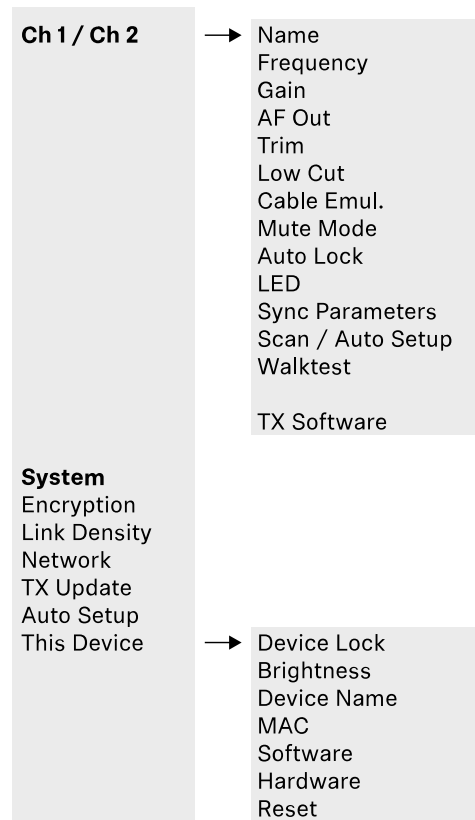 Ch 1 / Ch 2
Name
Frequency
Gain
AF Out
Trim
Low Cut
Cable Emul.
Mute Mode
Auto Lock
LED
Sync Parameters
Scan / Auto Setup
Walktest
TX Software
System
Encryption
Link Density
Network
TX Update
Auto Setup
This Device
Device Lock
Brightness
Device Name
MAC
Software
Hardware
Reset